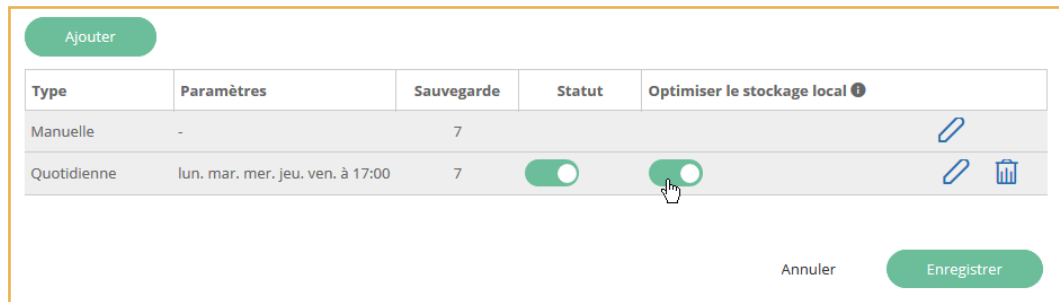 Ajouter
Type Paramètres Sauvegarde Statut Optimiser le stockage local
Manuelle - 7
Quotidienne lun. mar. mer. jeu. ven. à 17:00 7
Annuler Enregistrer